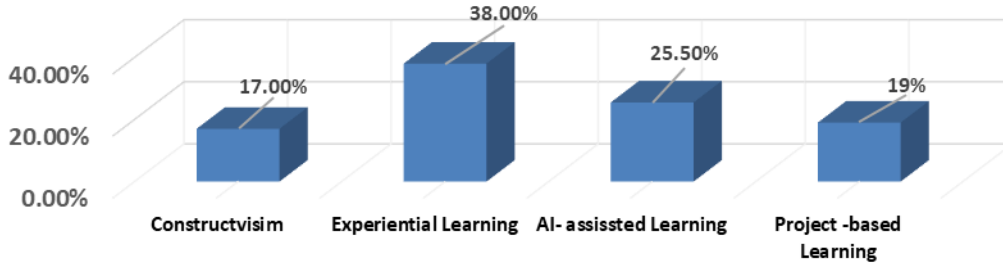 38.00%
40.00%
25.50%
17.00%
19%
20.00%
0.00%
Constructvisim
Experiential Learning
AI- assissted Learning
Project -based
Learning